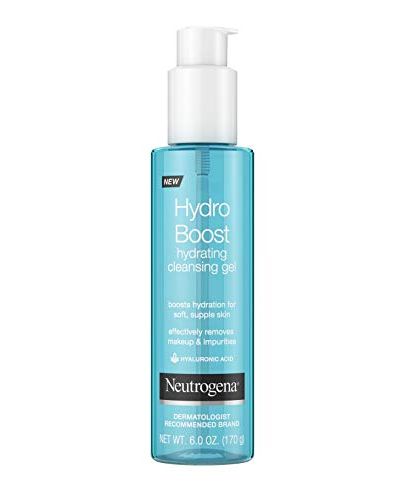 NEW
Hydro
Boost
hydrating
cleansing gel
boosts hydration for
soft, supple skin
effectively removes
makeup & impurities
HYALURONIC ACID
Neutrogena®
DERMATOLOGIST
RECOMMENDED BRAND
NET WT. 6.0 OZ. (170 g)